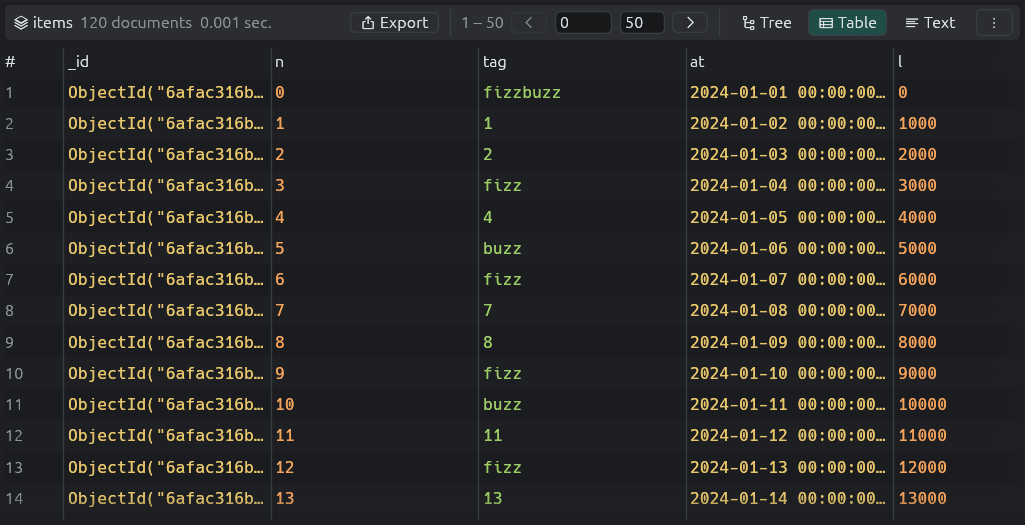 items 120 documents 0.001 sec. Export 1 – 50 0 50 Tree Table Text
# _id n tag at l
1 ObjectId("6afac316b… 0 fizzbuzz 2024-01-01 00:00:00… 0
2 ObjectId("6afac316b… 1 1 2024-01-02 00:00:00… 1000
3 ObjectId("6afac316b… 2 2 2024-01-03 00:00:00… 2000
4 ObjectId("6afac316b… 3 fizz 2024-01-04 00:00:00… 3000
5 ObjectId("6afac316b… 4 4 2024-01-05 00:00:00… 4000
6 ObjectId("6afac316b… 5 buzz 2024-01-06 00:00:00… 5000
7 ObjectId("6afac316b… 6 fizz 2024-01-07 00:00:00… 6000
8 ObjectId("6afac316b… 7 7 2024-01-08 00:00:00… 7000
9 ObjectId("6afac316b… 8 8 2024-01-09 00:00:00… 8000
10 ObjectId("6afac316b… 9 fizz 2024-01-10 00:00:00… 9000
11 ObjectId("6afac316b… 10 buzz 2024-01-11 00:00:00… 10000
12 ObjectId("6afac316b… 11 11 2024-01-12 00:00:00… 11000
13 ObjectId("6afac316b… 12 fizz 2024-01-13 00:00:00… 12000
14 ObjectId("6afac316b… 13 13 2024-01-14 00:00:00… 13000